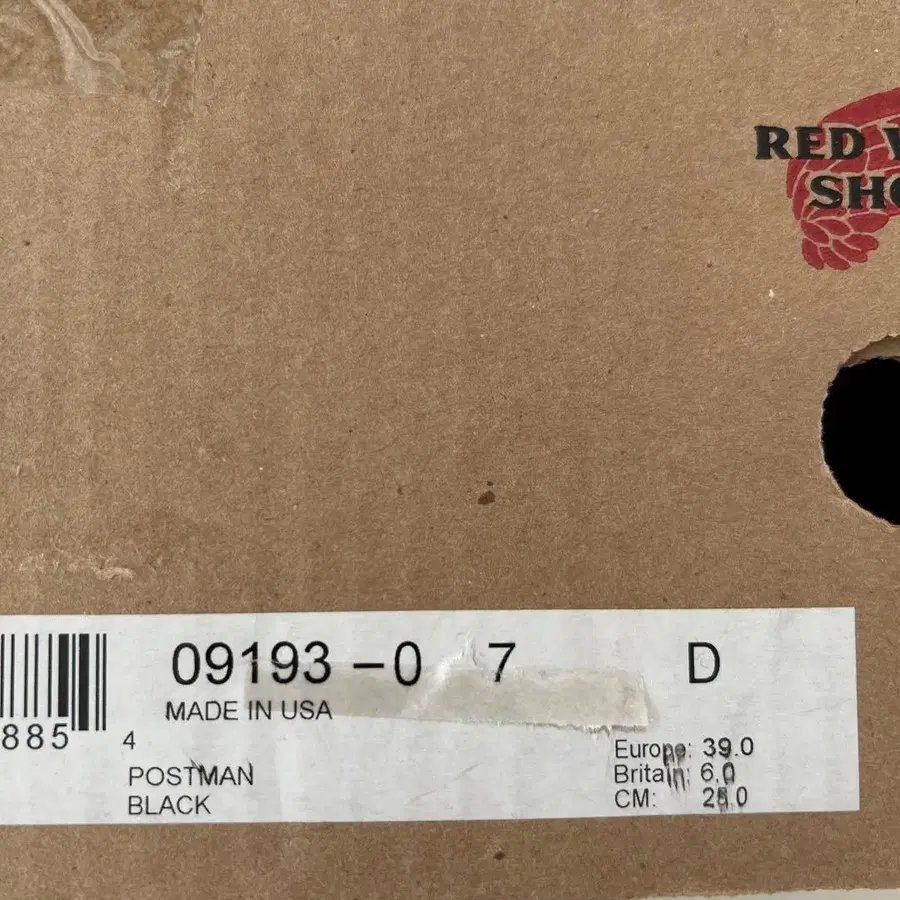 RED W
SHO
09193 – 0 7 D
MADE IN USA
885 4
POSTMAN
BLACK
Europe: 39.0
Britain: 6.0
CM: 25.0